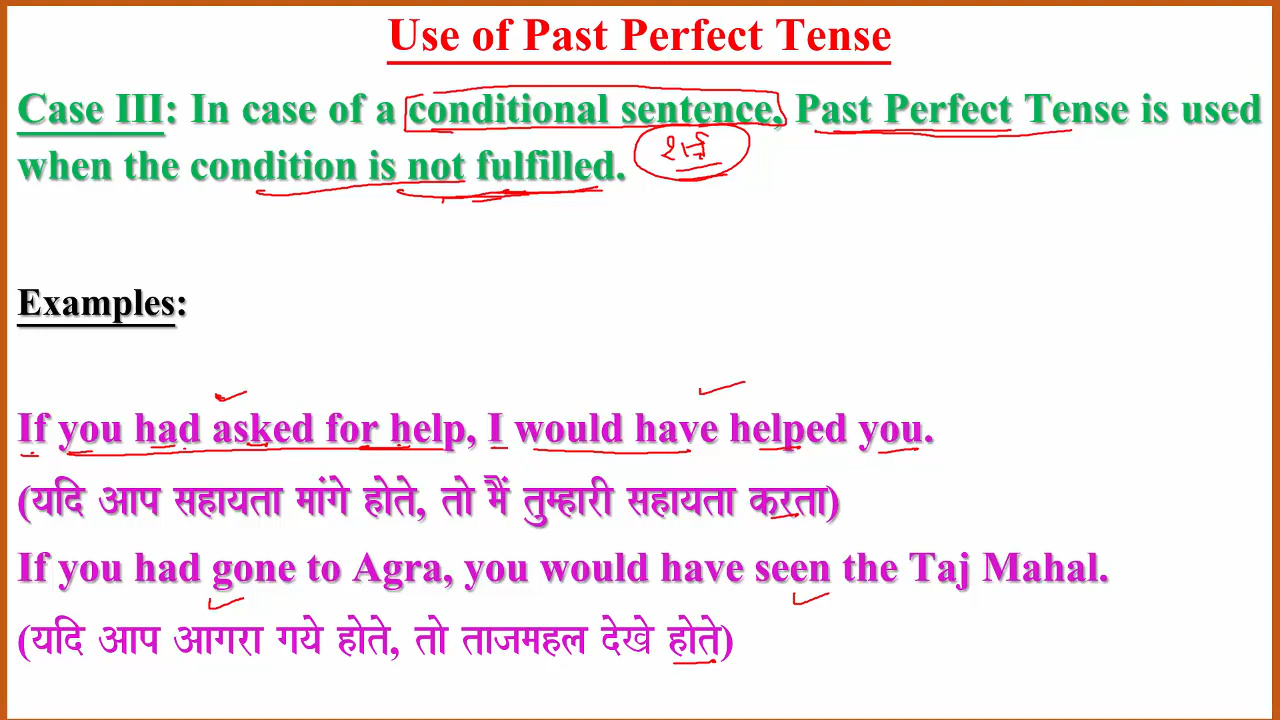 Use of Past Perfect Tense
Case III: In case of a conditional sentence, Past Perfect Tense is used
when the condition is not fulfilled.
शर्त
Examples:
If you had asked for help, I would have helped you.
(यदि आप सहायता मांगे होते, तो मैं तुम्हारी सहायता करता)
If you had gone to Agra, you would have seen the Taj Mahal.
(यदि आप आगरा गये होते, तो ताजमहल देखे होते)